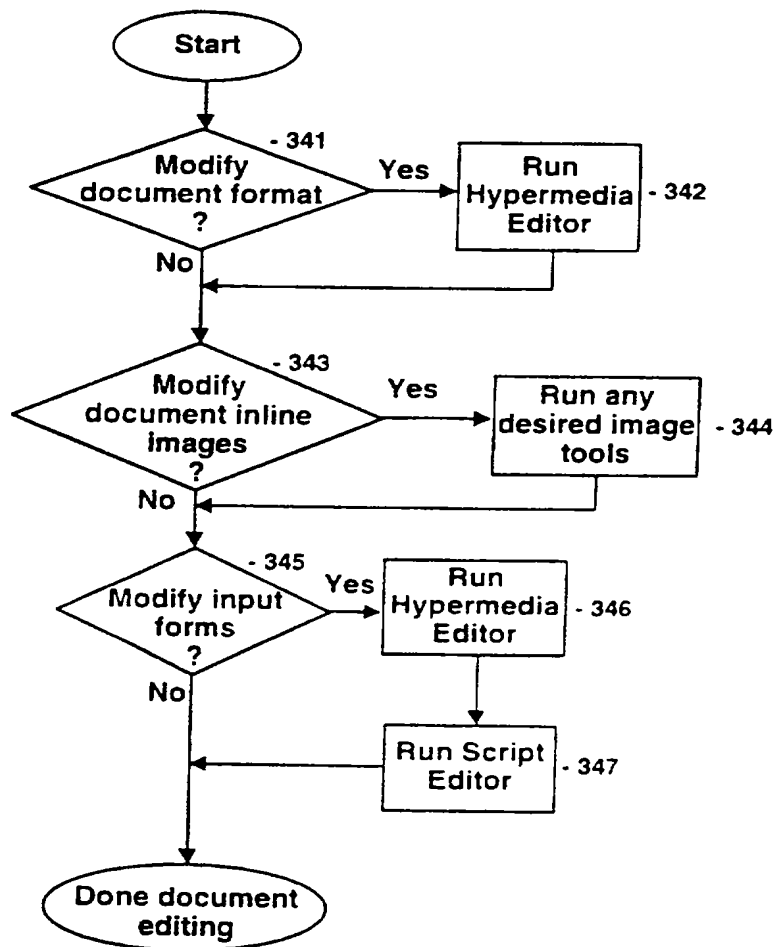 Start
- 341
Modify
document format
?
Yes
Run
Hypermedia
Editor
- 342
No
- 343
Modify
document inline
images
?
Yes
Run any
desired image
tools
- 344
No
- 345
Modify input
forms
?
Yes
Run
Hypermedia
Editor
- 346
No
Run Script
Editor
- 347
Done document
editing